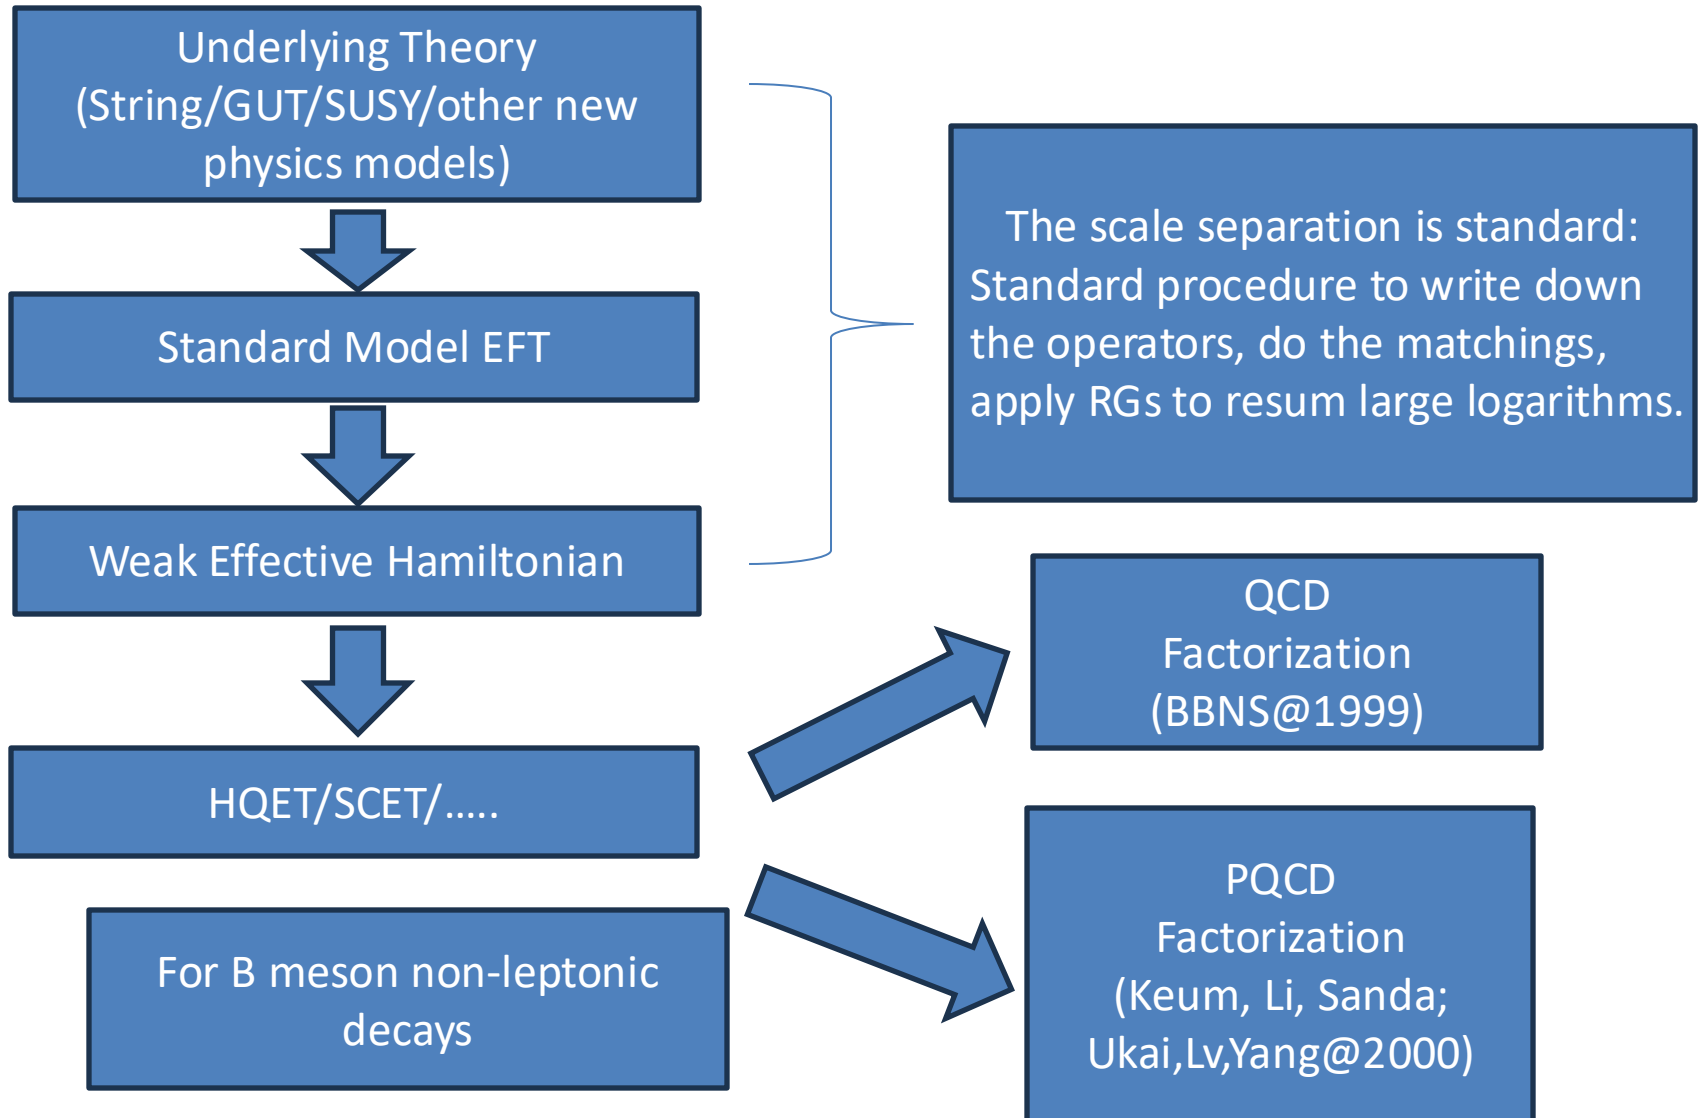 Underlying Theory
(String/GUT/SUSY/other new
physics models)
Standard Model EFT
Weak Effective Hamiltonian
HQET/SCET/.....
For B meson non-leptonic
decays
The scale separation is standard:
Standard procedure to write down
the operators, do the matchings,
apply RGs to resum large logarithms.
QCD
Factorization
(BBNS@1999)
PQCD
Factorization
(Keum, Li, Sanda;
Ukai,Lv,Yang@2000)